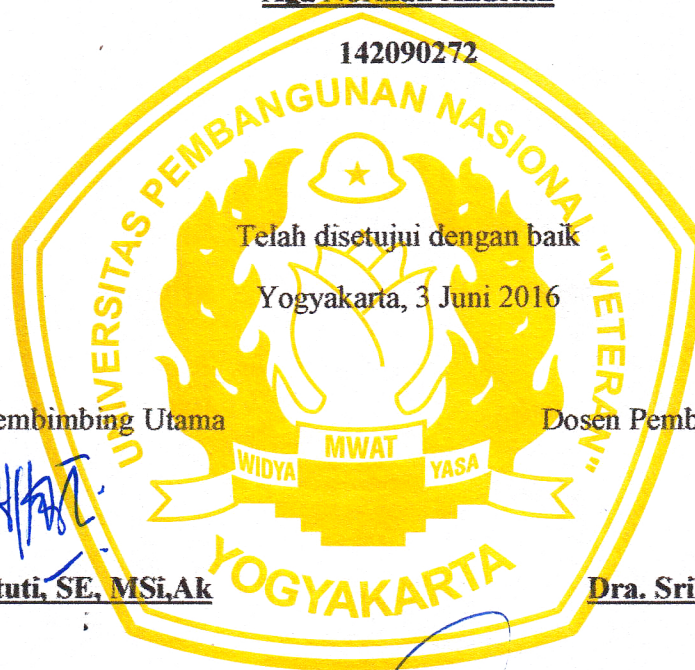 142090272
UNIVERSITAS PEMBANGUNAN NASIONAL "VETERAN"
Telah disetujui dengan baik
Yogyakarta, 3 Juni 2016
embimbing Utama
Dosen Pemb
WIDYA MWAT YASA
YOGYAKARTA
tuti, SE, MSi,Ak
Dra. Sri